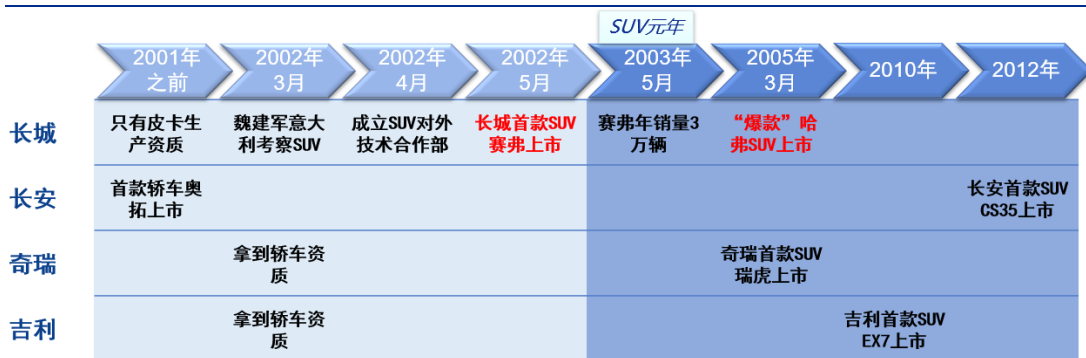 SUV元年
2001年
之前
2002年
3月
2002年
4月
2002年
5月
2003年
5月
2005年
3月
2010年
2012年
长城
只有皮卡生
产资质
魏建军意大
利考察SUV
成立SUV对外
技术合作部
长城首款SUV
赛弗上市
赛弗年销量3
万辆
“爆款”哈
弗SUV上市
长安
首款轿车奥
拓上市
长安首款SUV
CS35上市
奇瑞
拿到轿车资
质
奇瑞首款SUV
瑞虎上市
吉利
拿到轿车资
质
吉利首款SUV
EX7上市